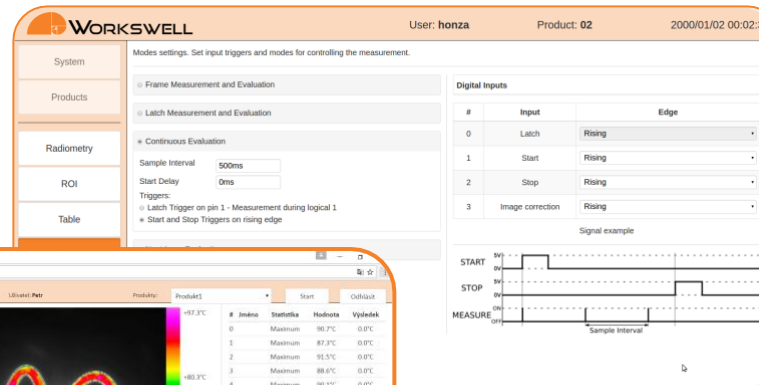 WORKSWELL
User: honza
Product: 02
2000/01/02 00:02:
System
Products
Radiometry
ROI
Table
Modes settings. Set input triggers and modes for controlling the measurement.
Frame Measurement and Evaluation
Latch Measurement and Evaluation
Continuous Evaluation
Sample Interval 500ms
Start Delay 0ms
Triggers:
Latch Trigger on pin 1 - Measurement during logical 1
Start and Stop Triggers on rising edge
Digital Inputs
# Input Edge
0 Latch Rising
1 Start Rising
2 Stop Rising
3 Image correction Rising
Signal example
START 5V 0V
STOP 5V 0V
MEASURE ON OFF
Sample Interval
Uživatel: Petr
Produkty: Produkt1
Start
Odhlásit
+97.3°C
+80.3°C
# Jméno Statistika Hodnota Výsledek
0 Maximum 90.7°C 0.0°C
1 Maximum 87.3°C 0.0°C
2 Maximum 91.5°C 0.0°C
3 Maximum 88.6°C 0.0°C